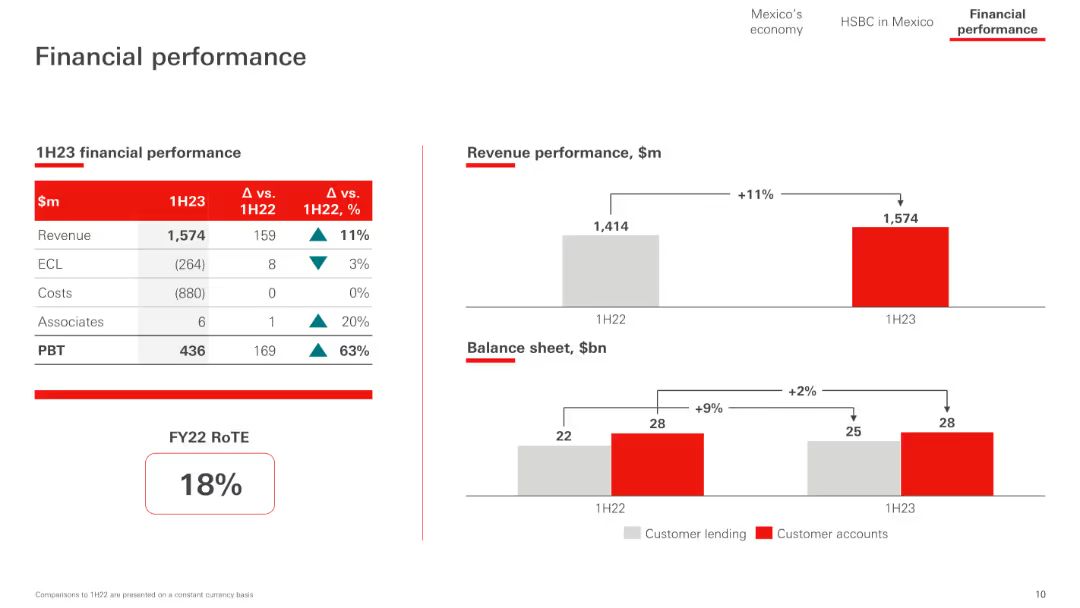 Mexico's
economy
HSBC in Mexico
Financial
performance
Financial performance
1H23 financial performance
$m 1H23 Δ vs. 1H22 Δ vs. 1H22, %
Revenue 1,574 159 11%
ECL (264) 8 3%
Costs (880) 0 0%
Associates 6 1 20%
PBT 436 169 63%
FY22 RoTE
18%
Revenue performance, $m
+11%
1,414
1,574
1H22 1H23
Balance sheet, $bn
+2%
+9%
22 28 25 28
1H22 1H23
Customer lending Customer accounts
Comparisons to 1H22 are presented on a constant currency basis
10